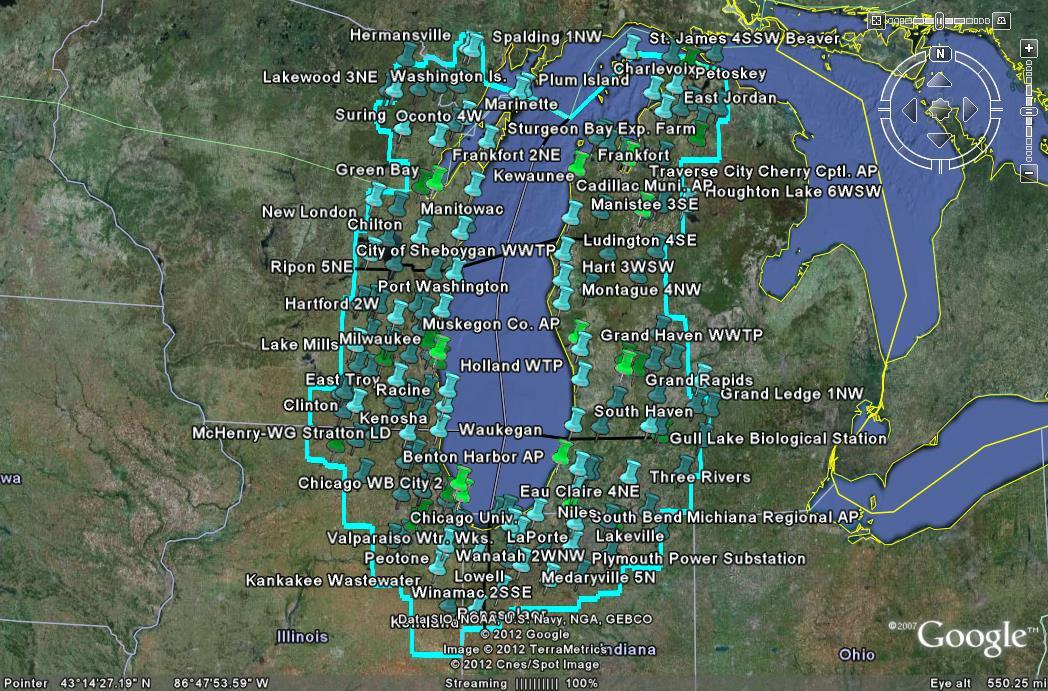 Hermansville
Spalding 1NW
St. James 4SSW Beaver
N
Lakewood 3NE
Washington Is.
Plum Island
Charlevoix
Petoskey
Marinette
East Jordan
Suring
Oconto 4W
Sturgeon Bay Exp. Farm
Frankfort 2NE
Frankfort
Green Bay
Kewaunee
Traverse City Cherry Cptl. AP
Cadillac Muni. AP
Houghton Lake 6WSW
New London
Manitowac
Manistee 3SE
Chilton
City of Sheboygan WWTP
Ludington 4SE
Ripon 5NE
Hart 3WSW
Port Washington
Montague 4NW
Hartford 2W
Muskegon Co. AP
Grand Haven WWTP
Lake Mills
Milwaukee
Holland WTP
East Troy
Racine
Grand Rapids
Grand Ledge 1NW
Clinton
Kenosha
South Haven
McHenry-WG Stratton LD
Waukegan
Gull Lake Biological Station
Benton Harbor AP
wa
Chicago WB City 2
Eau Claire 4NE
Three Rivers
Chicago Univ.
Niles
South Bend Michiana Regional AP
Valparaiso Wtr. Wks.
LaPorte
Lakeville
Peotone
Wanatah 2WNW
Plymouth Power Substation
Kankakee Wastewater
Lowell
Medaryville 5N
Winamac 2SSE
Data SIO, NOAA, U.S. Navy, NGA, GEBCO
© 2012 Google
Image © 2012 TerraMetrics
© 2012 Cnes/Spot Image
Illinois
Indiana
Ohio
©2007 Google™
Pointer 43°14'27.19" N 86°47'53.59" W
Streaming 100%
Eye alt 550.25 mi